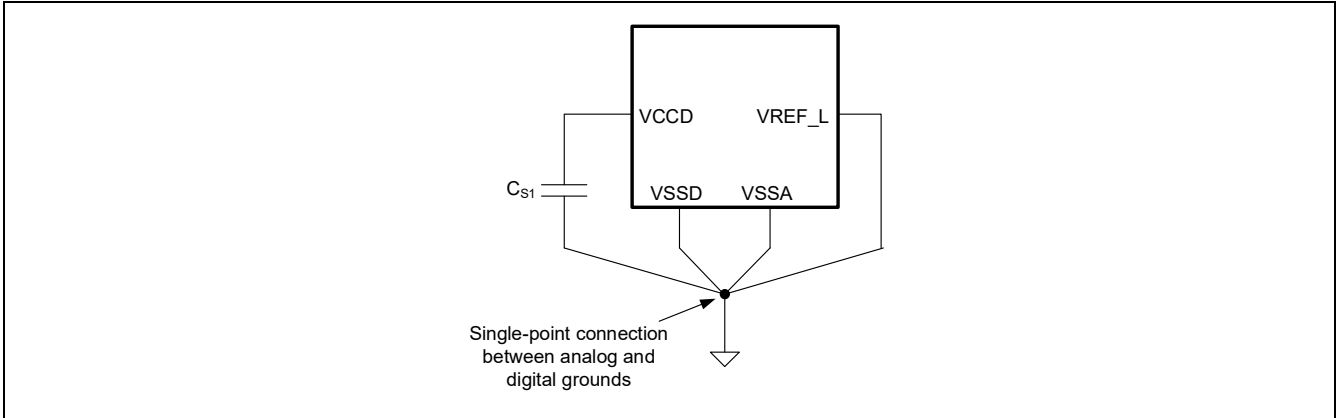 VCCD
VREF_L
CS1
VSSD
VSSA
Single-point connection
between analog and
digital grounds